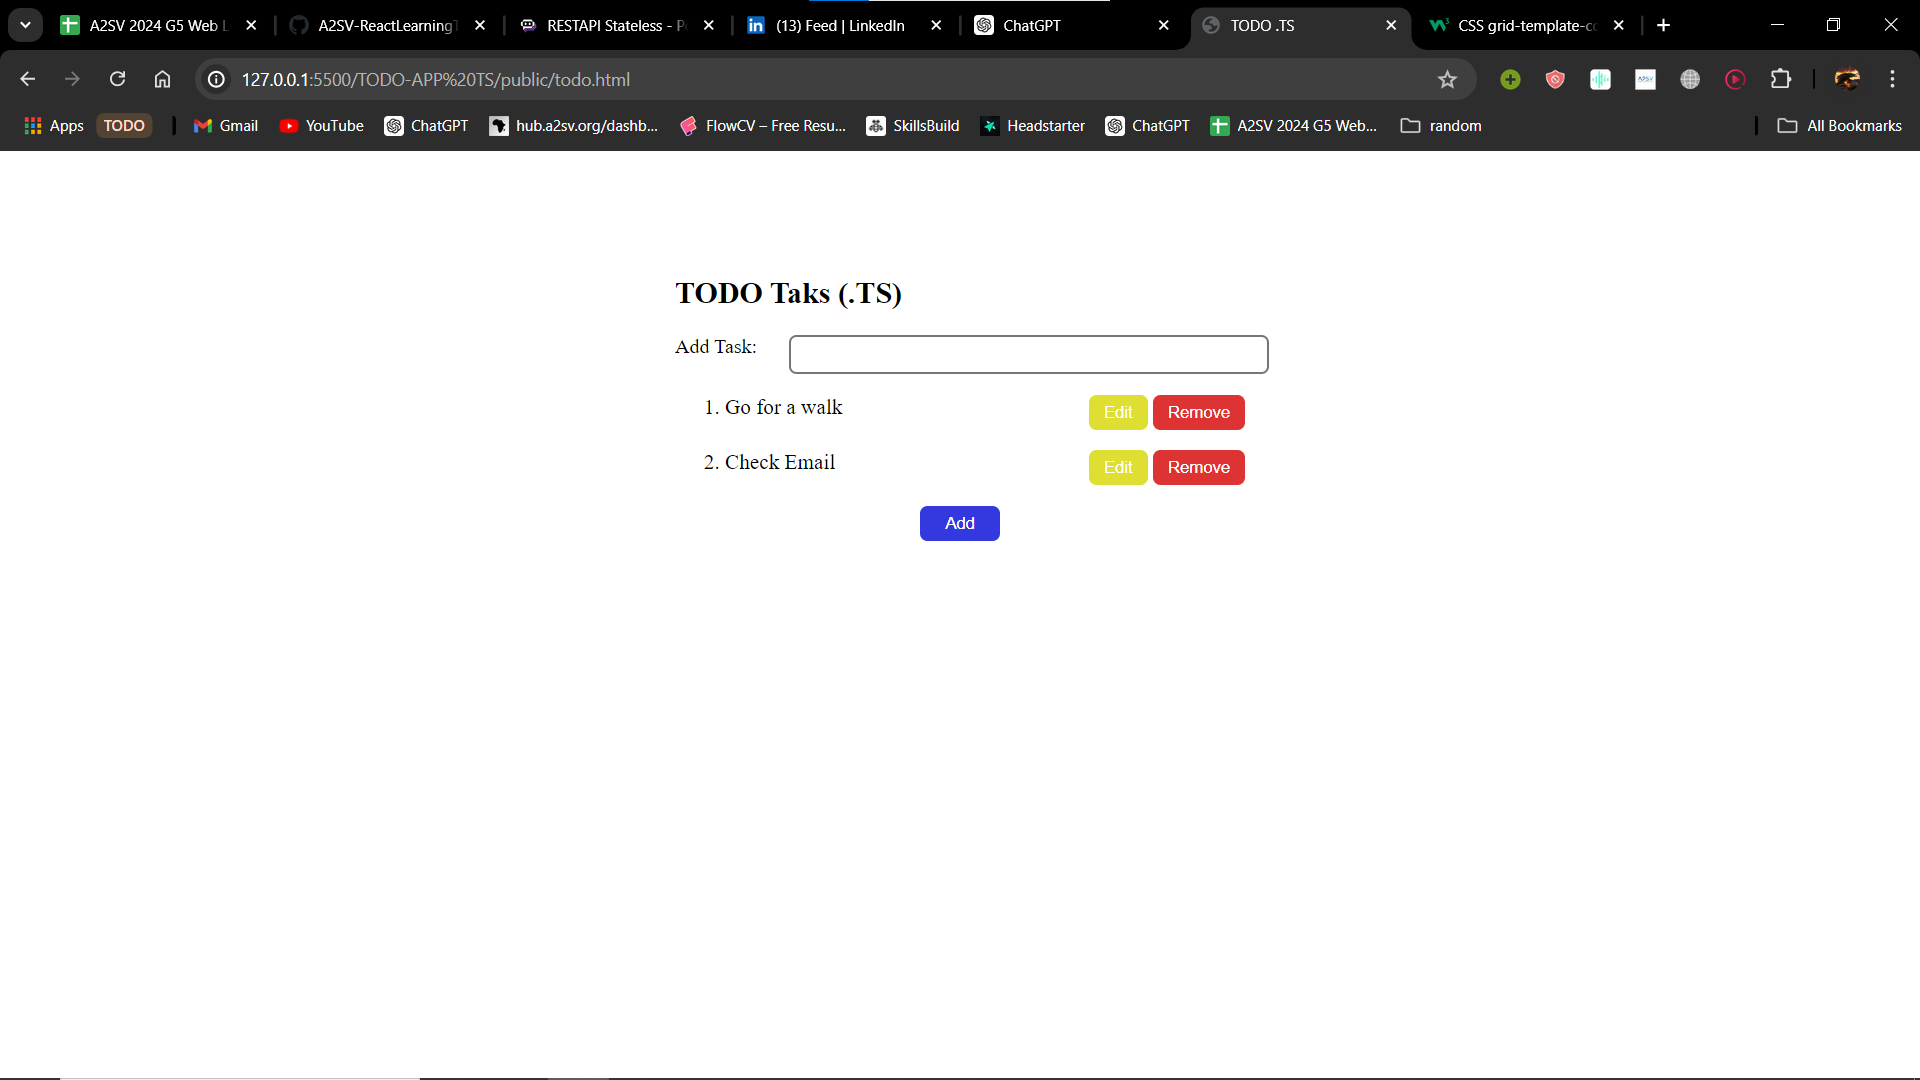 A2SV 2024 G5 Web L
A2SV-ReactLearningT
RESTAPI Stateless - P
(13) Feed | LinkedIn
ChatGPT
TODO .TS
CSS grid-template-co
127.0.0.1:5500/TODO-APP%20TS/public/todo.html
Apps
TODO
Gmail
YouTube
ChatGPT
hub.a2sv.org/dashb...
FlowCV – Free Resu...
SkillsBuild
Headstarter
ChatGPT
A2SV 2024 G5 Web...
random
All Bookmarks
TODO Taks (.TS)
Add Task:
1. Go for a walk
Edit
Remove
2. Check Email
Edit
Remove
Add